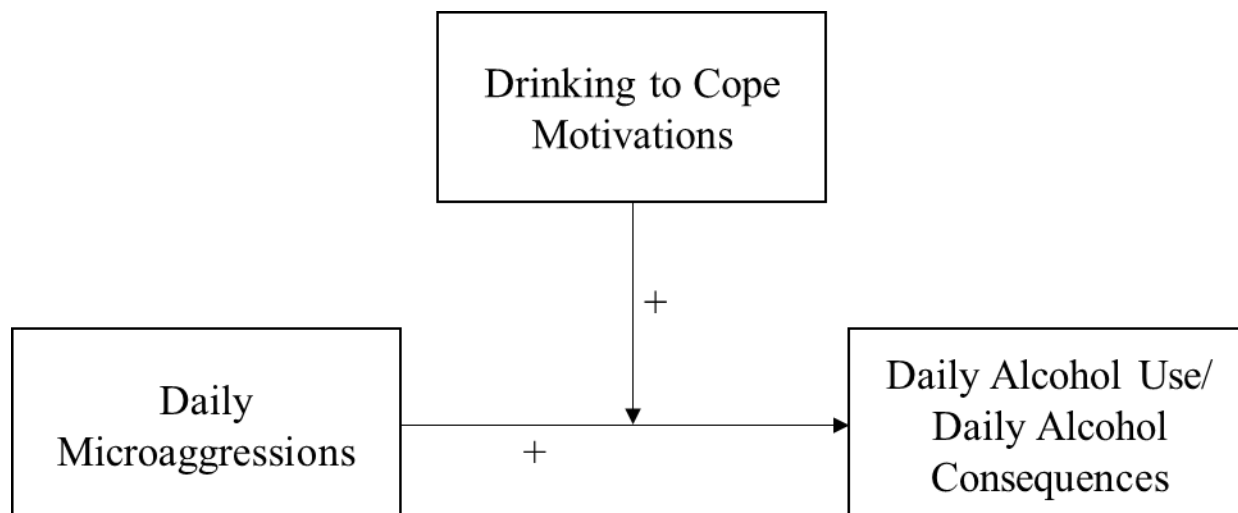 Drinking to Cope
Motivations
+
Daily
Microaggressions
+
Daily Alcohol Use/
Daily Alcohol
Consequences